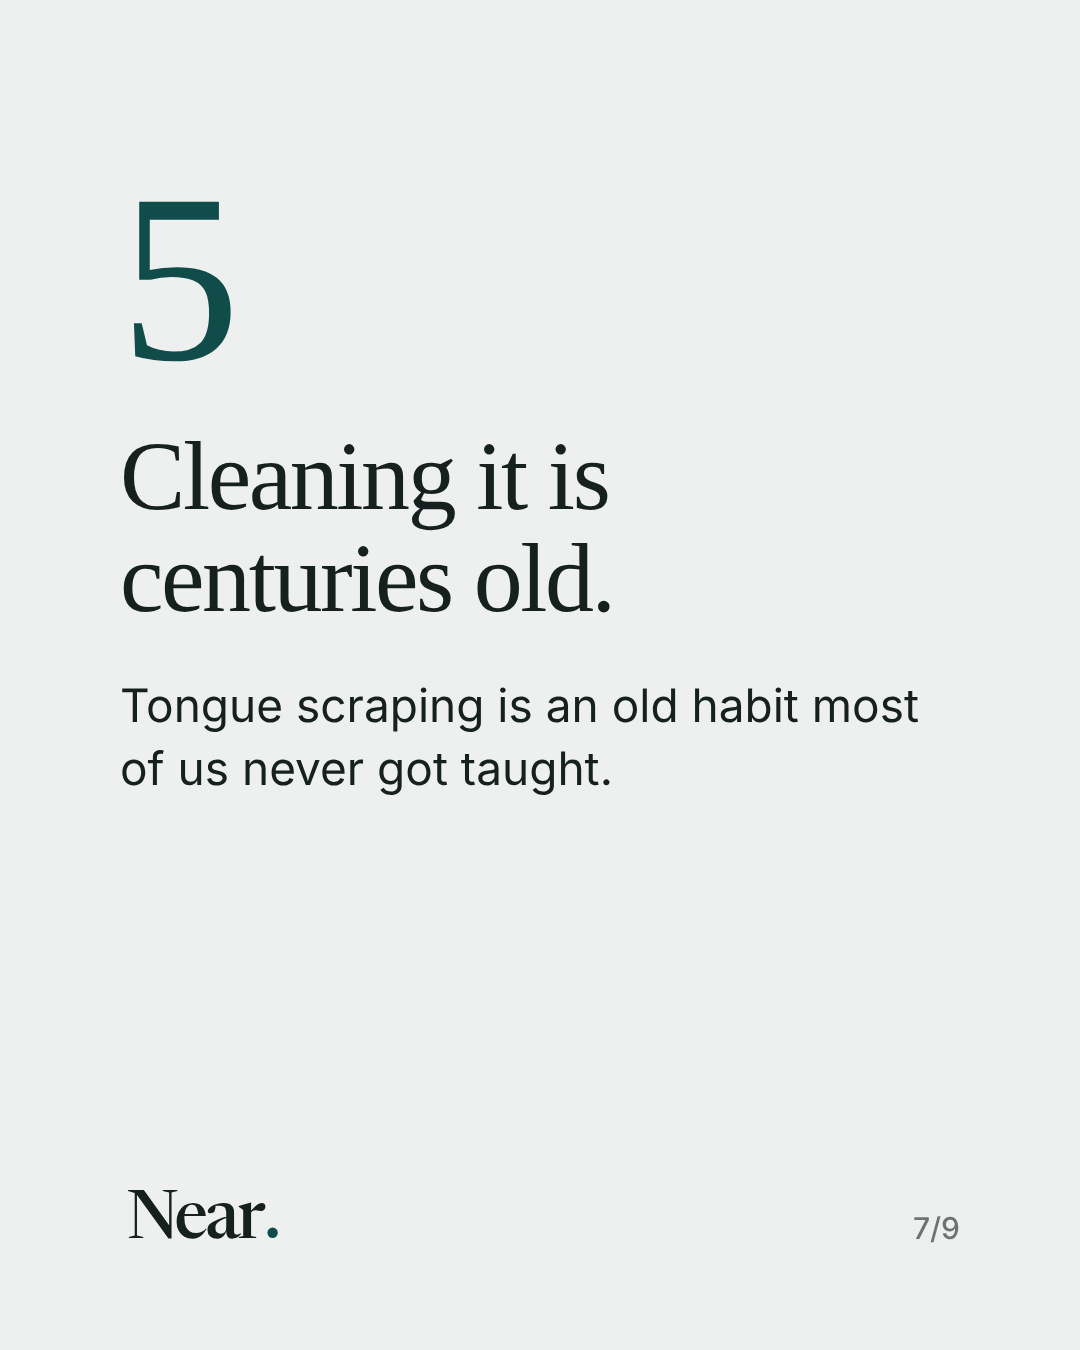 5
Cleaning it is
centuries old.
Tongue scraping is an old habit most
of us never got taught.
Near.
7/9